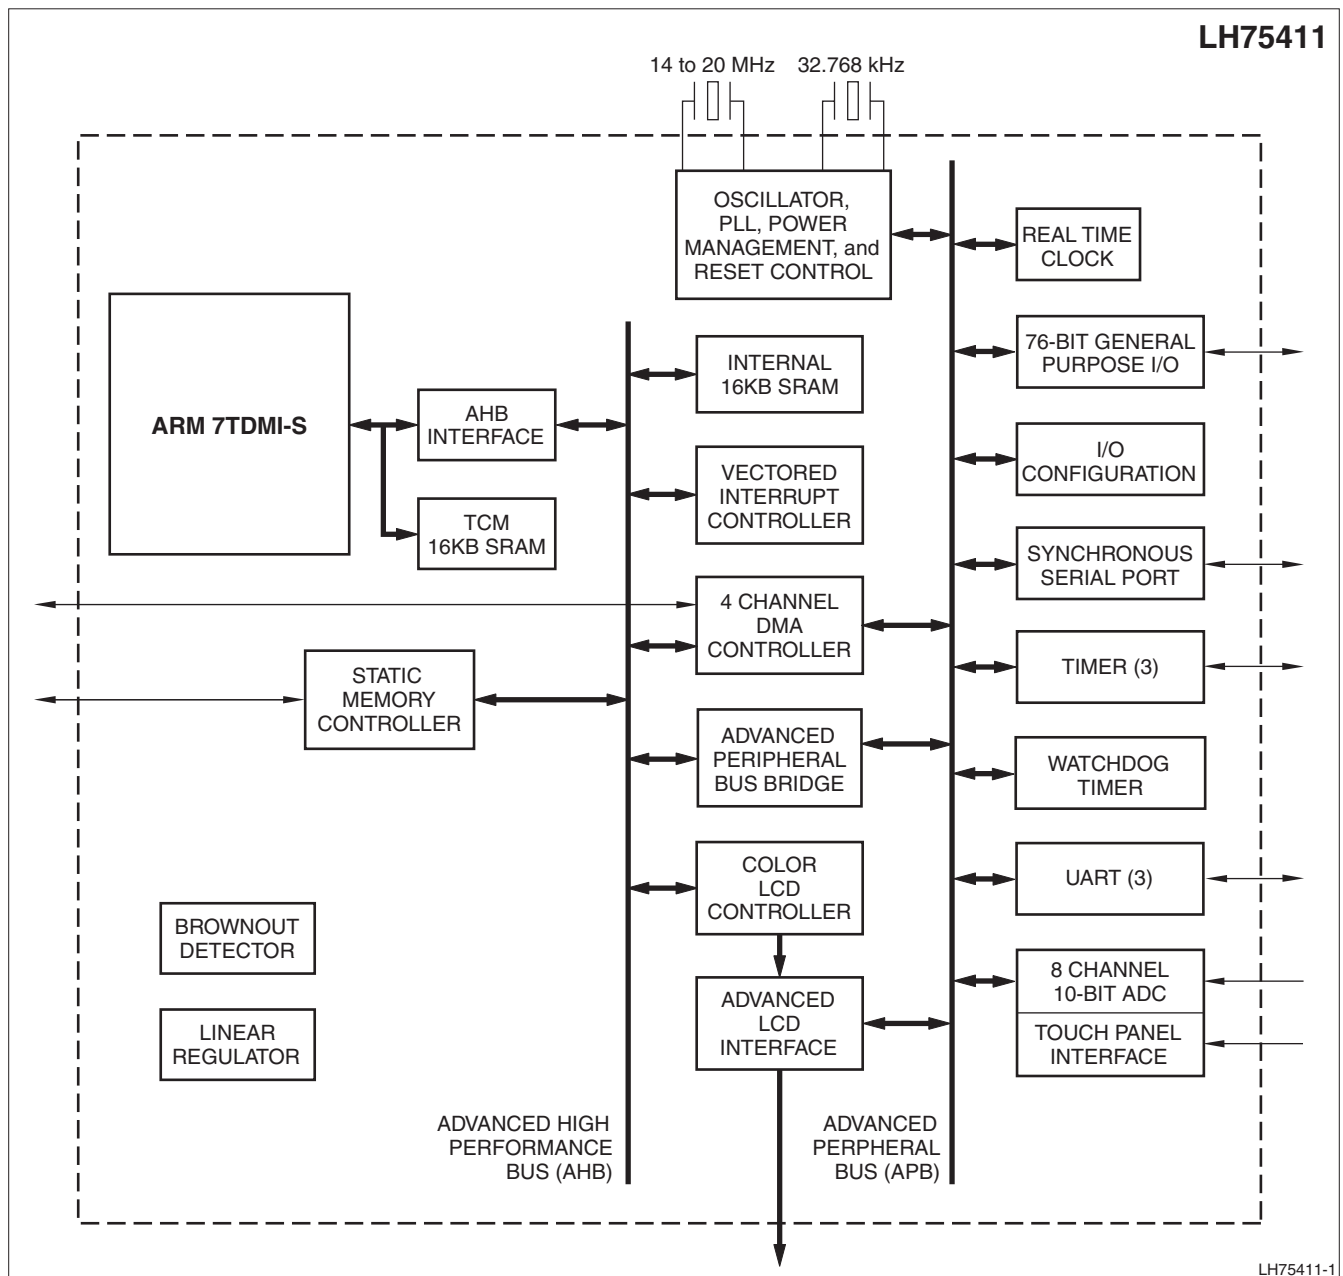 LH75411
14 to 20 MHz
32.768 kHz
OSCILLATOR,
PLL, POWER
MANAGEMENT, and
RESET CONTROL
REAL TIME
CLOCK
ARM 7TDMI-S
AHB
INTERFACE
TCM
16KB SRAM
INTERNAL
16KB SRAM
VECTORED
INTERRUPT
CONTROLLER
4 CHANNEL
DMA
CONTROLLER
STATIC
MEMORY
CONTROLLER
ADVANCED
PERIPHERAL
BUS BRIDGE
COLOR
LCD
CONTROLLER
ADVANCED
LCD
INTERFACE
76-BIT GENERAL
PURPOSE I/O
I/O
CONFIGURATION
SYNCHRONOUS
SERIAL PORT
TIMER (3)
WATCHDOG
TIMER
UART (3)
8 CHANNEL
10-BIT ADC
TOUCH PANEL
INTERFACE
BROWNOUT
DETECTOR
LINEAR
REGULATOR
ADVANCED HIGH
PERFORMANCE
BUS (AHB)
ADVANCED
PERPHERAL
BUS (APB)
LH75411-1